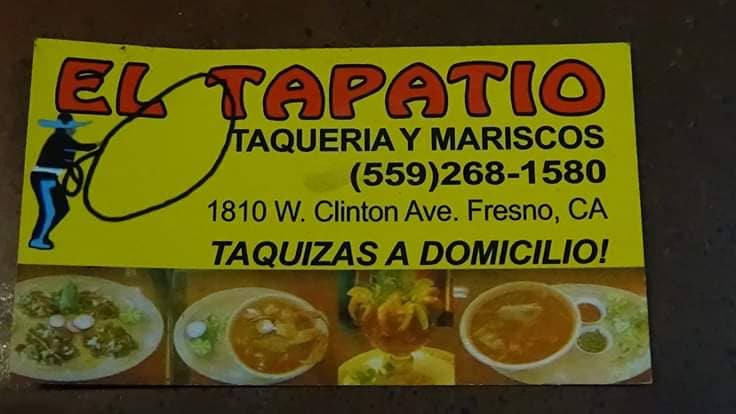 EL TAPATIO
TAQUERIA Y MARISCOS
(559)268-1580
1810 W. Clinton Ave. Fresno, CA
TAQUIZAS A DOMICILIO!